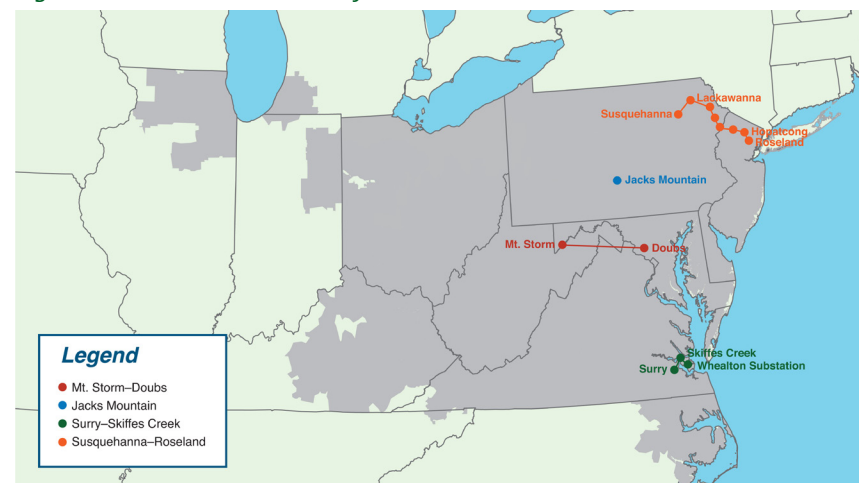 Lackawanna
Susquehanna
Hopatcong
Roseland
Jacks Mountain
Mt. Storm
Doubs
Skiffes Creek
Whealton Substation
Surry
Legend
Mt. Storm–Doubs
Jacks Mountain
Surry–Skiffes Creek
Susquehanna–Roseland